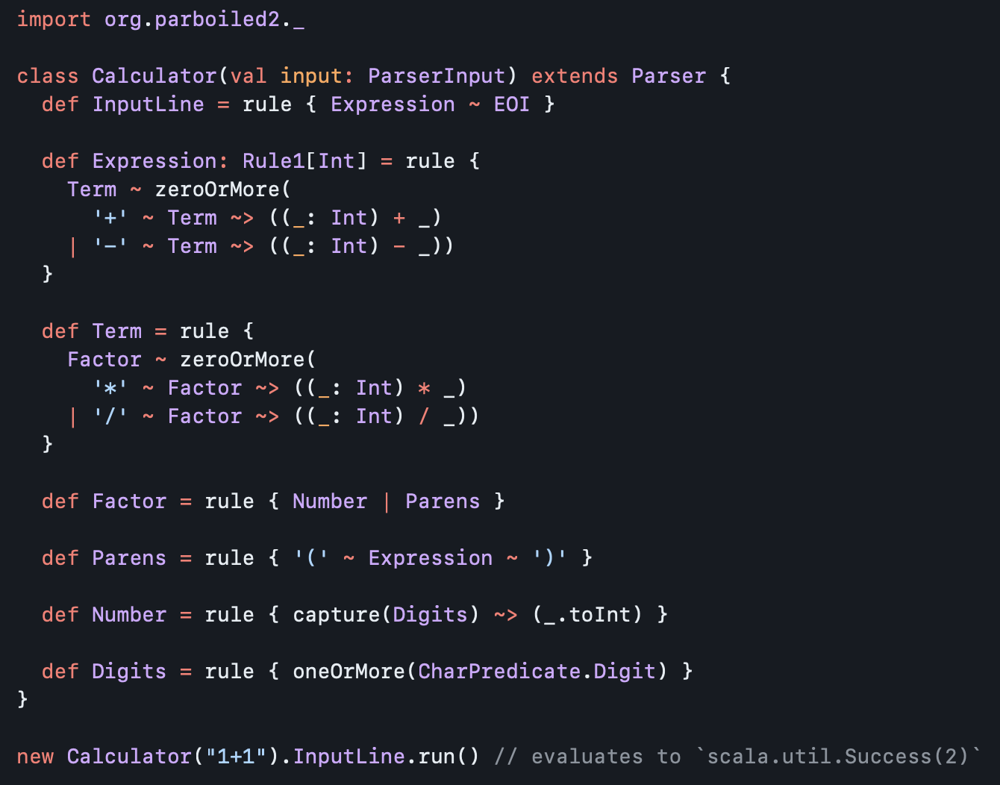 import org.parboiled2._

class Calculator(val input: ParserInput) extends Parser {
  def InputLine = rule { Expression ~ EOI }

  def Expression: Rule1[Int] = rule {
    Term ~ zeroOrMore(
      '+' ~ Term ~> ((_: Int) + _)
    | '-' ~ Term ~> ((_: Int) - _))
  }

  def Term = rule {
    Factor ~ zeroOrMore(
      '*' ~ Factor ~> ((_: Int) * _)
    | '/' ~ Factor ~> ((_: Int) / _))
  }

  def Factor = rule { Number | Parens }

  def Parens = rule { '(' ~ Expression ~ ')' }

  def Number = rule { capture(Digits) ~> (_.toInt) }

  def Digits = rule { oneOrMore(CharPredicate.Digit) }
}

new Calculator("1+1").InputLine.run() // evaluates to `scala.util.Success(2)`